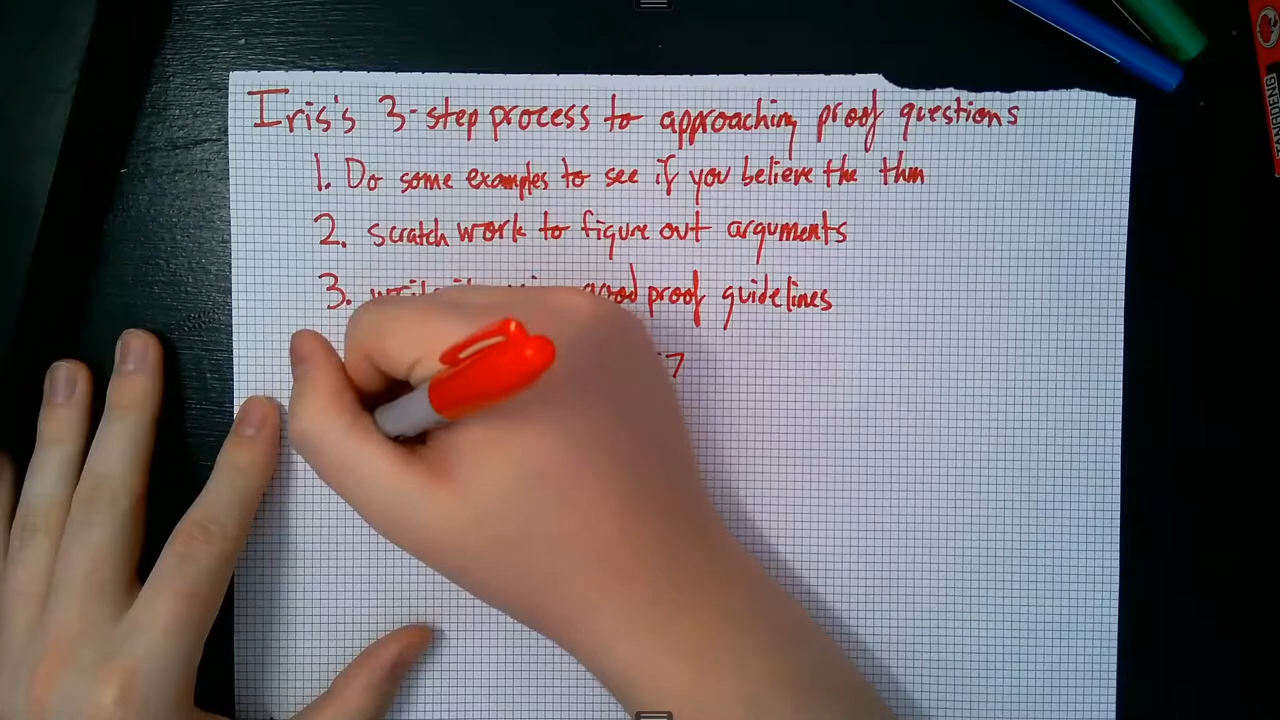 Iris's 3-step process to approaching proof questions
1. Do some examples to see if you believe the thm
2. scratch work to figure out arguments
3. good proof guidelines